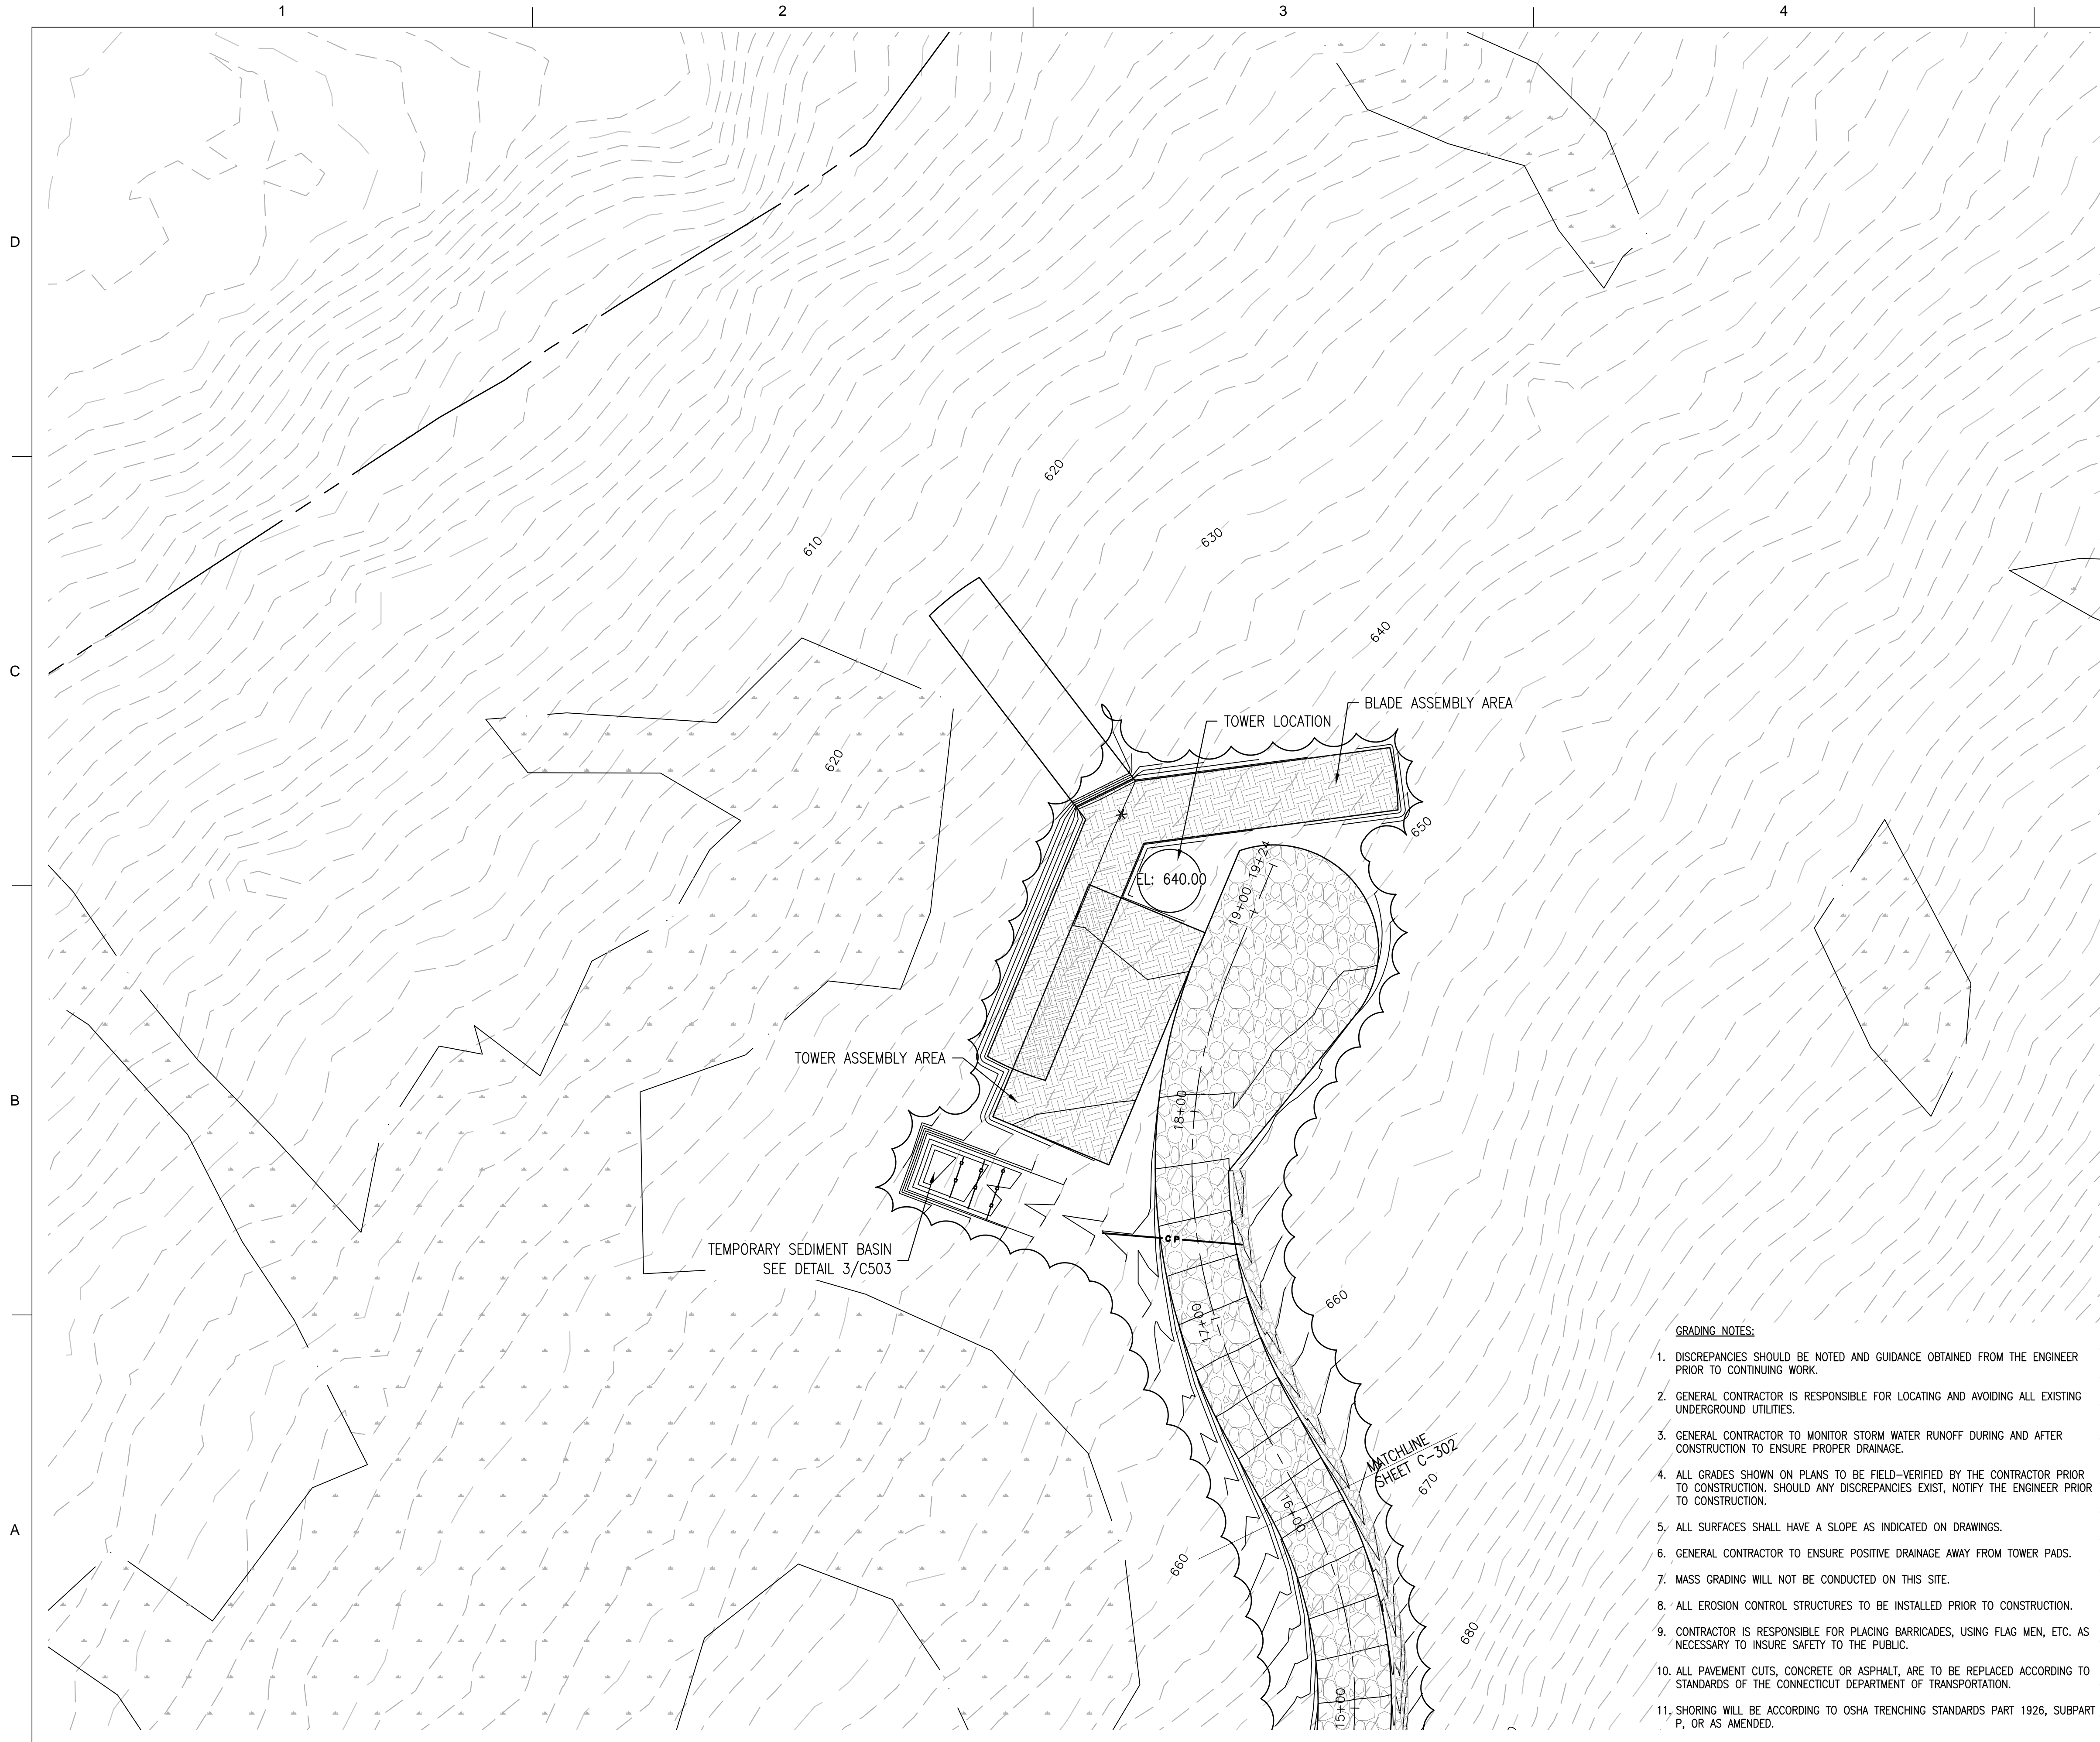 1 2 3 4
D
C
B
A
620
610
630
640
BLADE ASSEMBLY AREA
TOWER LOCATION
620
650
EL: 640.00
19+24
19+00
TOWER ASSEMBLY AREA
18+00
TEMPORARY SEDIMENT BASIN
SEE DETAIL 3/C503
CP
660
17+00
MATCHLINE
SHEET C-302
670
16+00
660
680
15+00
GRADING NOTES:
1. DISCREPANCIES SHOULD BE NOTED AND GUIDANCE OBTAINED FROM THE ENGINEER
PRIOR TO CONTINUING WORK.
2. GENERAL CONTRACTOR IS RESPONSIBLE FOR LOCATING AND AVOIDING ALL EXISTING
UNDERGROUND UTILITIES.
3. GENERAL CONTRACTOR TO MONITOR STORM WATER RUNOFF DURING AND AFTER
CONSTRUCTION TO ENSURE PROPER DRAINAGE.
4. ALL GRADES SHOWN ON PLANS TO BE FIELD-VERIFIED BY THE CONTRACTOR PRIOR
TO CONSTRUCTION. SHOULD ANY DISCREPANCIES EXIST, NOTIFY THE ENGINEER PRIOR
TO CONSTRUCTION.
5. ALL SURFACES SHALL HAVE A SLOPE AS INDICATED ON DRAWINGS.
6. GENERAL CONTRACTOR TO ENSURE POSITIVE DRAINAGE AWAY FROM TOWER PADS.
7. MASS GRADING WILL NOT BE CONDUCTED ON THIS SITE.
8. ALL EROSION CONTROL STRUCTURES TO BE INSTALLED PRIOR TO CONSTRUCTION.
9. CONTRACTOR IS RESPONSIBLE FOR PLACING BARRICADES, USING FLAG MEN, ETC. AS
NECESSARY TO INSURE SAFETY TO THE PUBLIC.
10. ALL PAVEMENT CUTS, CONCRETE OR ASPHALT, ARE TO BE REPLACED ACCORDING TO
STANDARDS OF THE CONNECTICUT DEPARTMENT OF TRANSPORTATION.
11. SHORING WILL BE ACCORDING TO OSHA TRENCHING STANDARDS PART 1926, SUBPART
P, OR AS AMENDED.